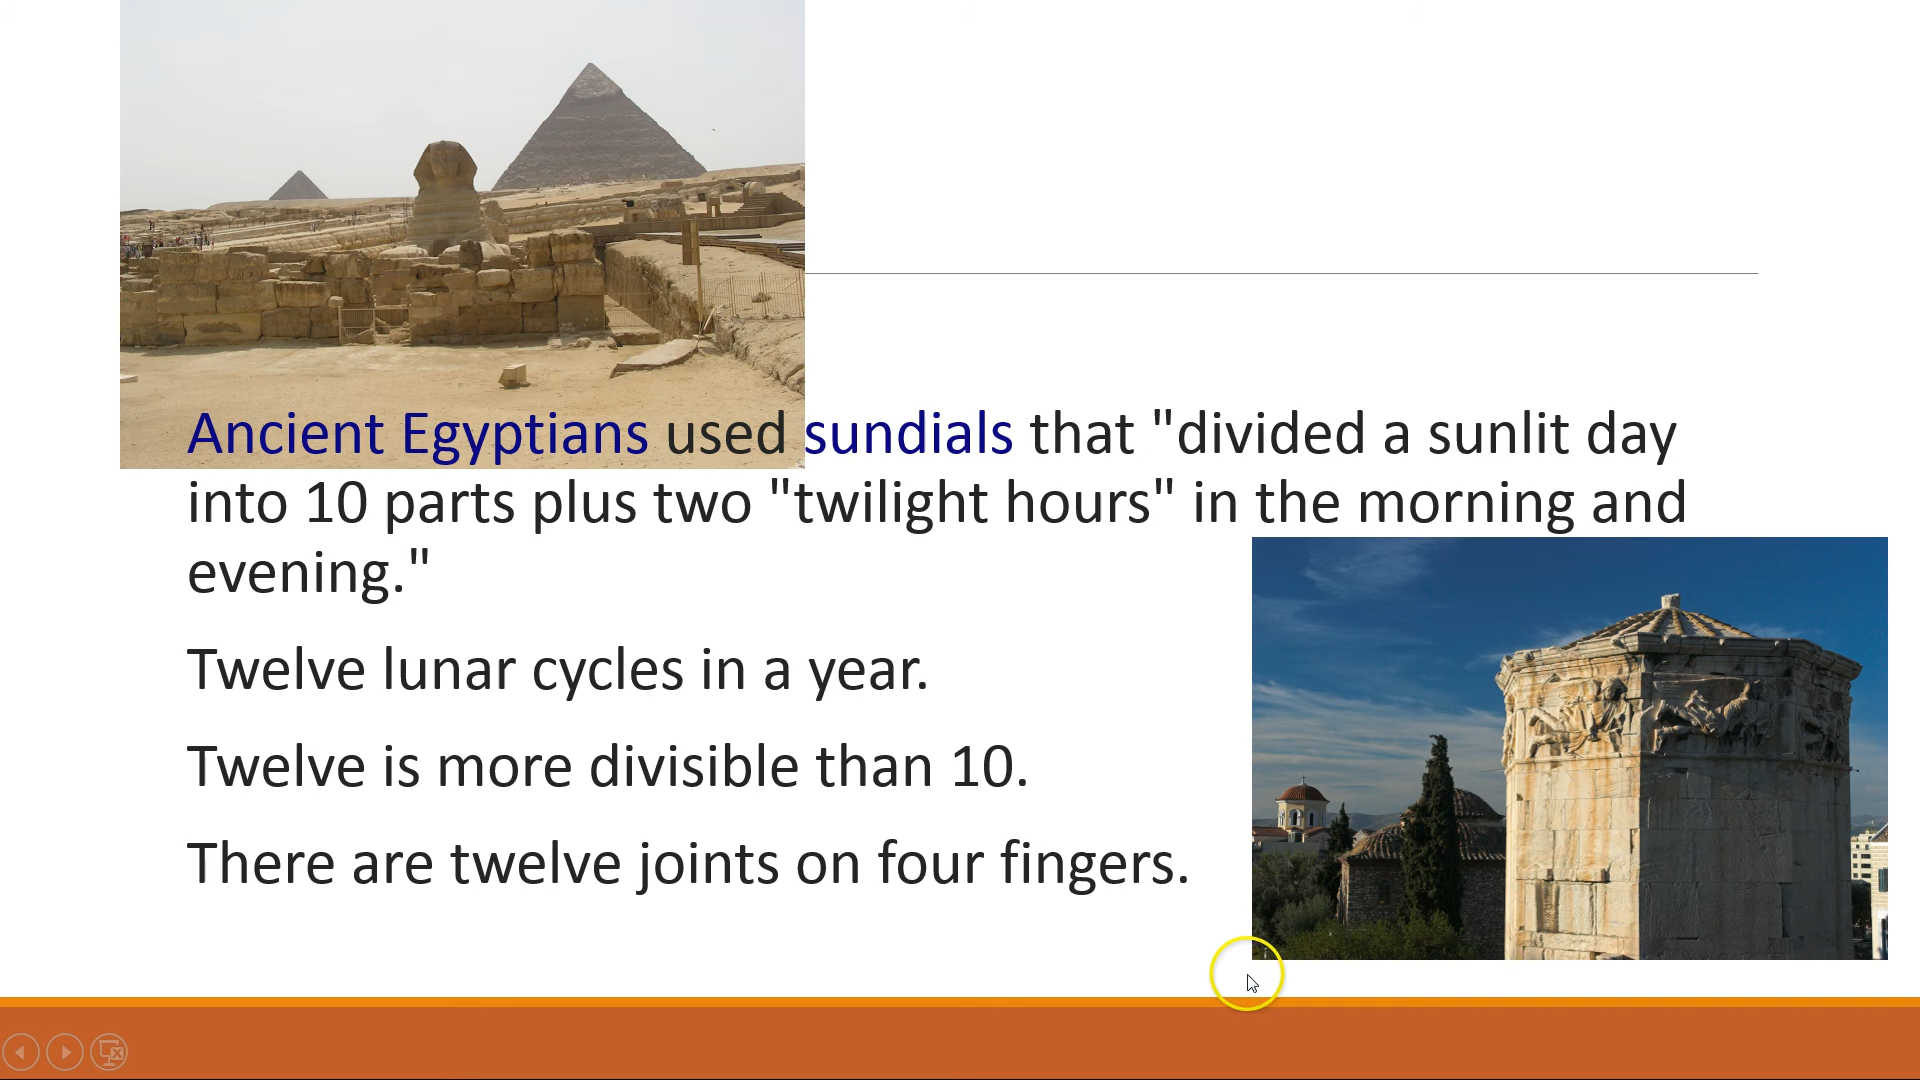 Ancient Egyptians used sundials that "divided a sunlit day
into 10 parts plus two "twilight hours" in the morning and
evening."
Twelve lunar cycles in a year.
Twelve is more divisible than 10.
There are twelve joints on four fingers.